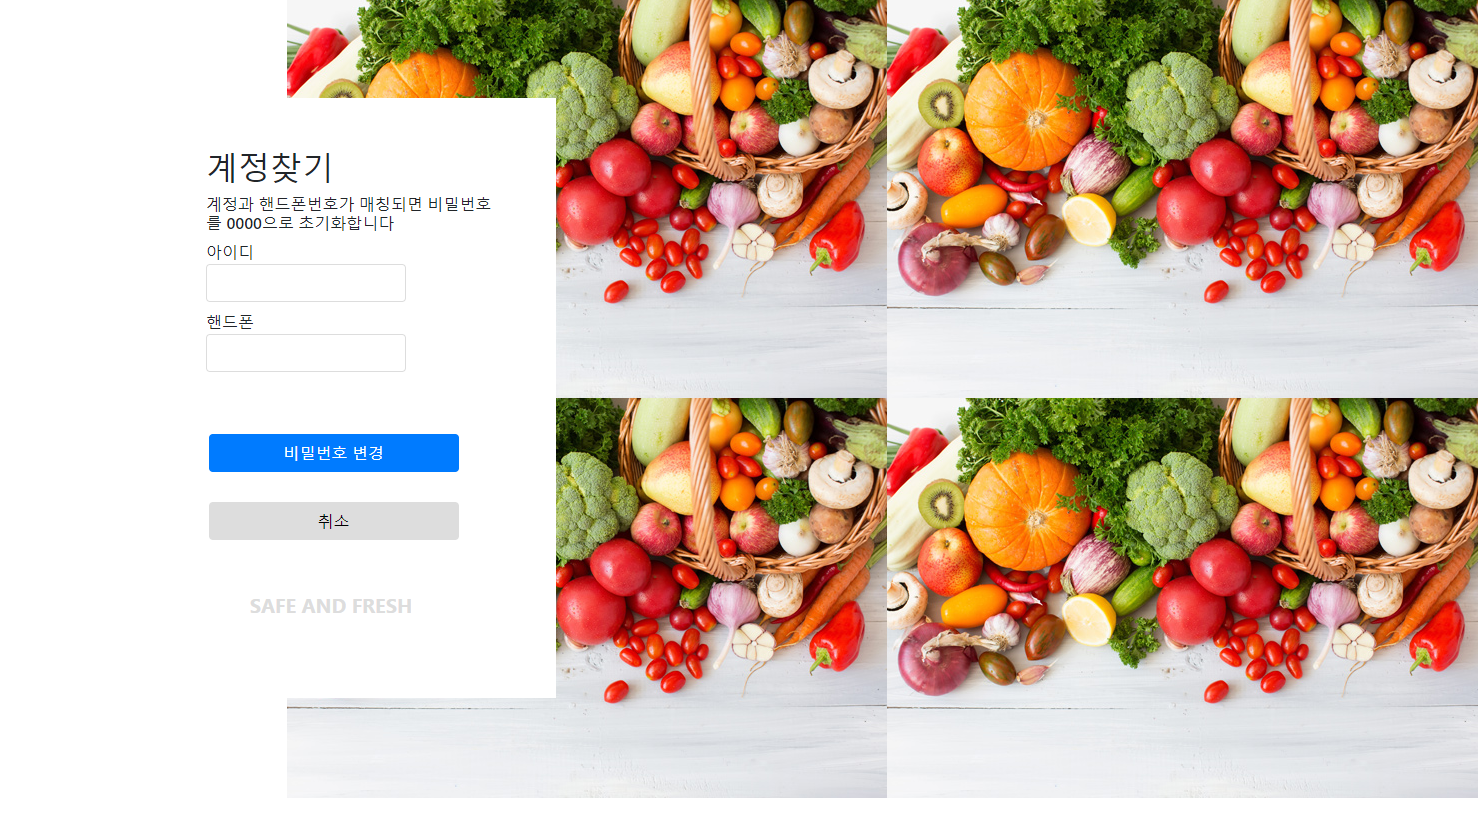 계정찾기
계정과 핸드폰번호가 매칭되면 비밀번호
를 0000으로 초기화합니다
아이디
핸드폰
비밀번호 변경
취소
SAFE AND FRESH